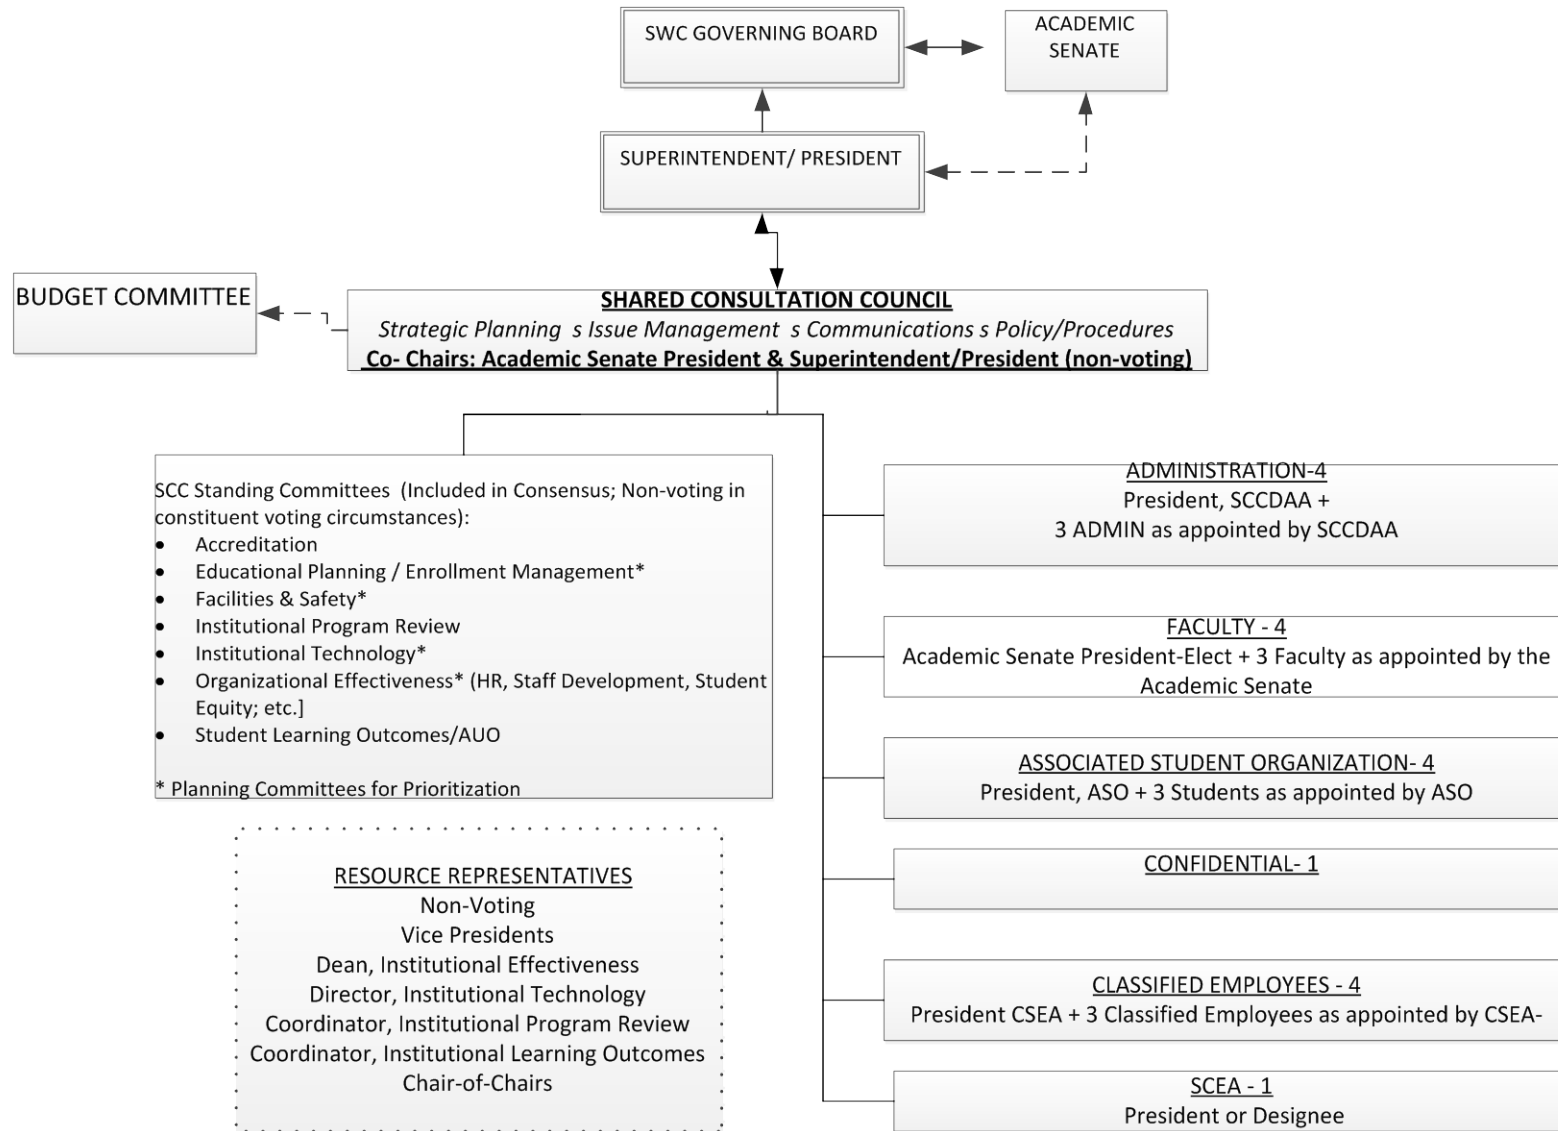 SWC GOVERNING BOARD
ACADEMIC
SENATE
SUPERINTENDENT/ PRESIDENT
BUDGET COMMITTEE
SHARED CONSULTATION COUNCIL
Strategic Planning s Issue Management s Communications s Policy/Procedures
Co- Chairs: Academic Senate President & Superintendent/President (non-voting)
SCC Standing Committees (Included in Consensus; Non-voting in
constituent voting circumstances):
● Accreditation
● Educational Planning / Enrollment Management*
● Facilities & Safety*
● Institutional Program Review
● Institutional Technology*
● Organizational Effectiveness* (HR, Staff Development, Student
Equity; etc.]
● Student Learning Outcomes/AUO
* Planning Committees for Prioritization
RESOURCE REPRESENTATIVES
Non-Voting
Vice Presidents
Dean, Institutional Effectiveness
Director, Institutional Technology
Coordinator, Institutional Program Review
Coordinator, Institutional Learning Outcomes
Chair-of-Chairs
ADMINISTRATION-4
President, SCCDAA +
3 ADMIN as appointed by SCCDAA
FACULTY - 4
Academic Senate President-Elect + 3 Faculty as appointed by the
Academic Senate
ASSOCIATED STUDENT ORGANIZATION- 4
President, ASO + 3 Students as appointed by ASO
CONFIDENTIAL- 1
CLASSIFIED EMPLOYEES - 4
President CSEA + 3 Classified Employees as appointed by CSEA-
SCEA - 1
President or Designee